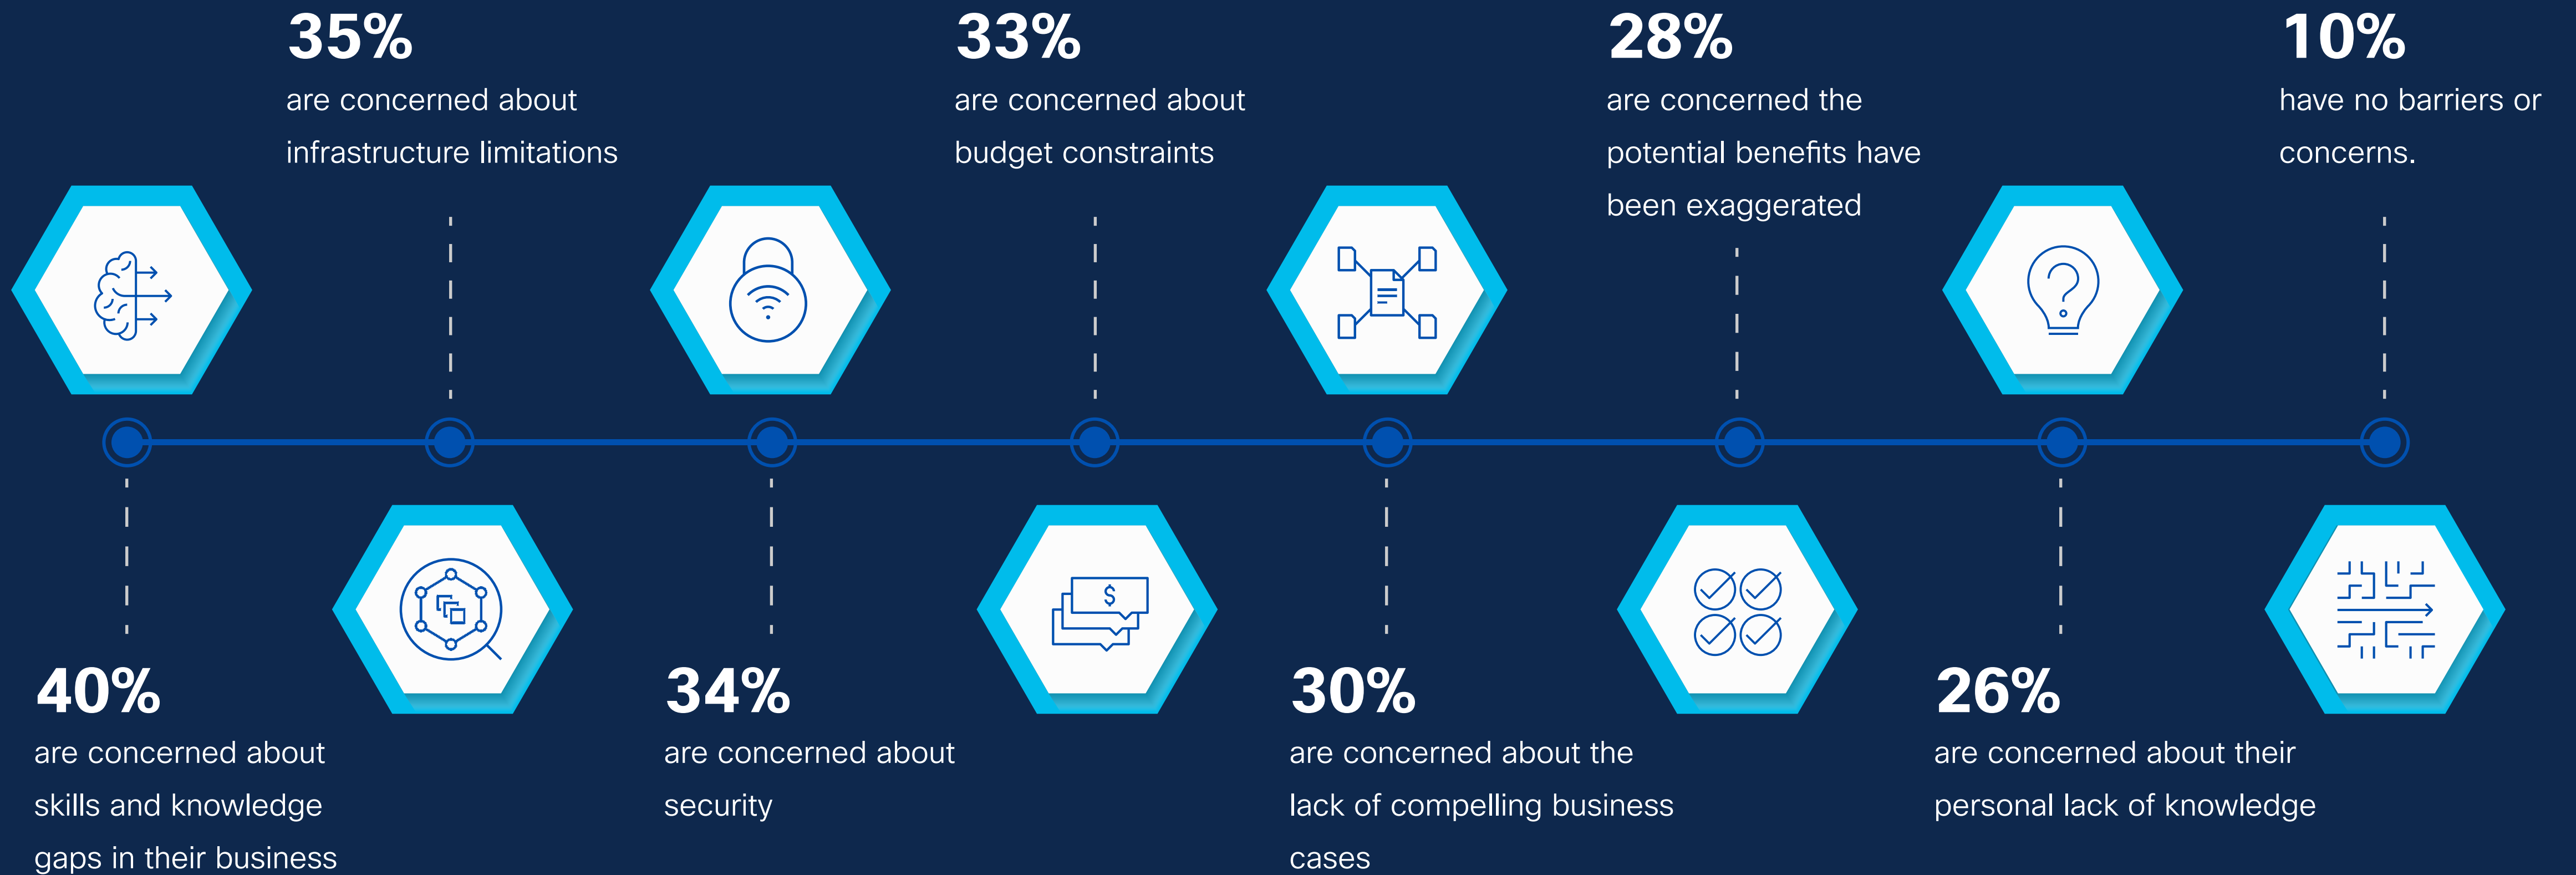 35%
are concerned about
infrastructure limitations
33%
are concerned about
budget constraints
28%
are concerned the
potential benefits have
been exaggerated
10%
have no barriers or
concerns.
$
40%
are concerned about
skills and knowledge
gaps in their business
34%
are concerned about
security
30%
are concerned about the
lack of compelling business
cases
26%
are concerned about their
personal lack of knowledge